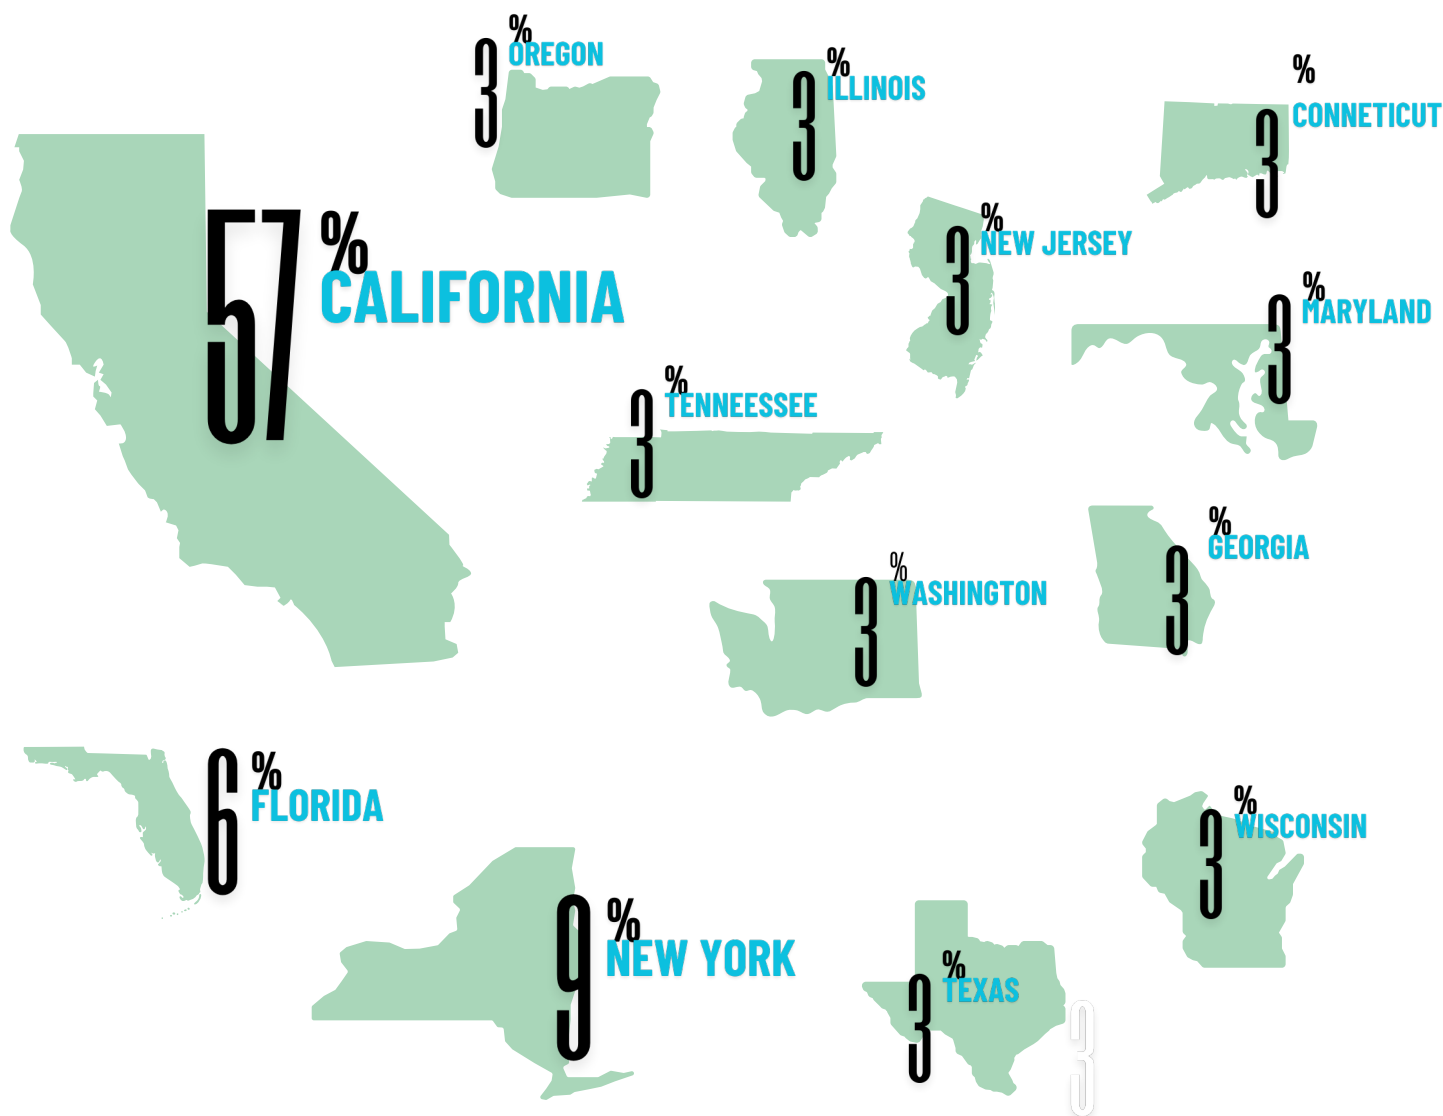 3% OREGON
3% ILLINOIS
3% CONNETICUT
57% CALIFORNIA
3% NEW JERSEY
3% MARYLAND
3% TENNEESSEE
3% GEORGIA
3% WASHINGTON
6% FLORIDA
3% WISCONSIN
9% NEW YORK
3% TEXAS
3